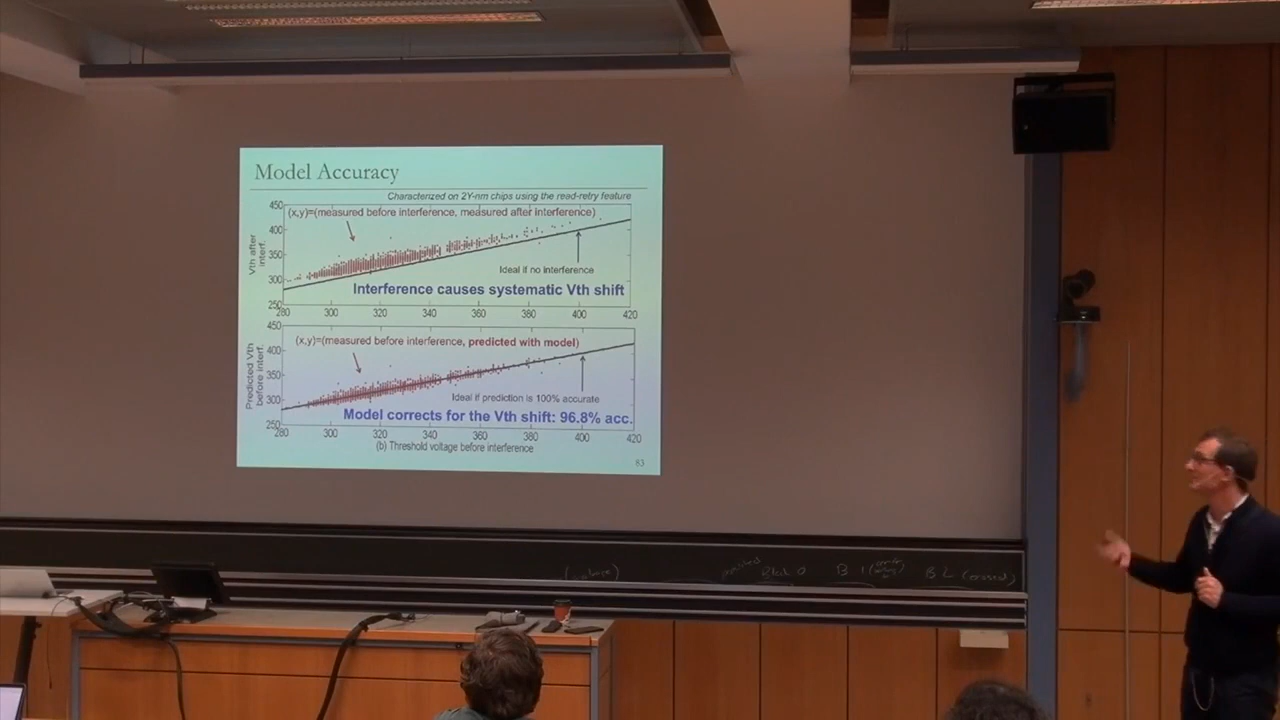 Model Accuracy
Characterized on 2Y-nm chips using the read-retry feature
(x,y)=(measured before interference, measured after interference)
450
400
350
300
250
Vth after
interf.
Ideal if no interference
Interference causes systematic Vth shift
280 300 320 340 360 380 400 420
(x,y)=(measured before interference, predicted with model)
450
400
350
300
250
Predicted Vth
before interf.
Ideal if prediction is 100% accurate
Model corrects for the Vth shift: 96.8% acc.
280 300 320 340 360 380 400 420
(b) Threshold voltage before interference
83